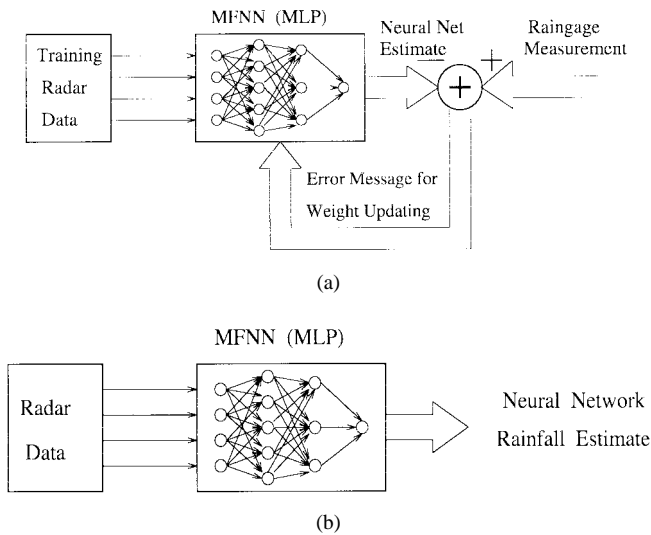 MFNN (MLP)
Training
Radar
Data
Neural Net
Estimate
−
+
Raingage
Measurement
+
Error Message for
Weight Updating
(a)
MFNN (MLP)
Radar
Data
Neural Network
Rainfall Estimate
(b)